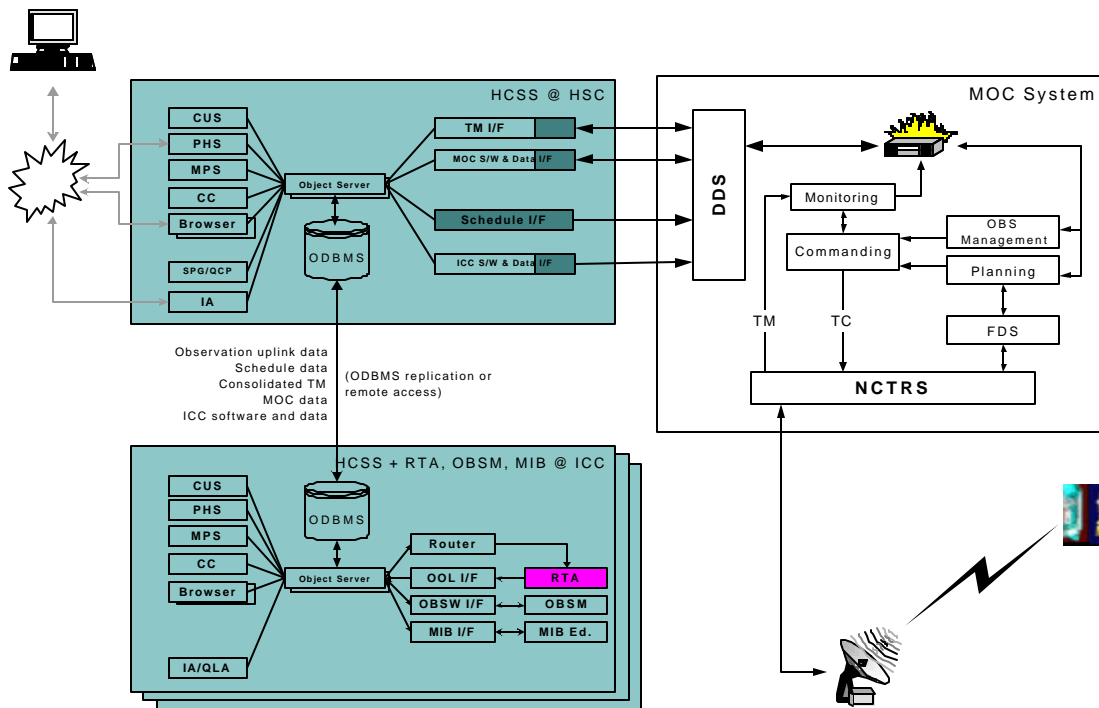 HCSS @ HSC
CUS
PHS
MPS
CC
Browser
SPG/QCP
IA
Object Server
ODBMS
TM I/F
MOC S/W & Data I/F
Schedule I/F
ICC S/W & Data I/F
MOC System
DDS
Monitoring
Commanding
OBS
Management
Planning
FDS
TM
TC
NCTRS
Observation uplink data
Schedule data
Consolidated TM
MOC data
ICC software and data
(ODBMS replication or
remote access)
HCSS + RTA, OBSM, MIB @ ICC
CUS
PHS
MPS
CC
Browser
IA/QLA
ODBMS
Object Server
Router
OOL I/F
RTA
OBSW I/F
OBSM
MIB I/F
MIB Ed.